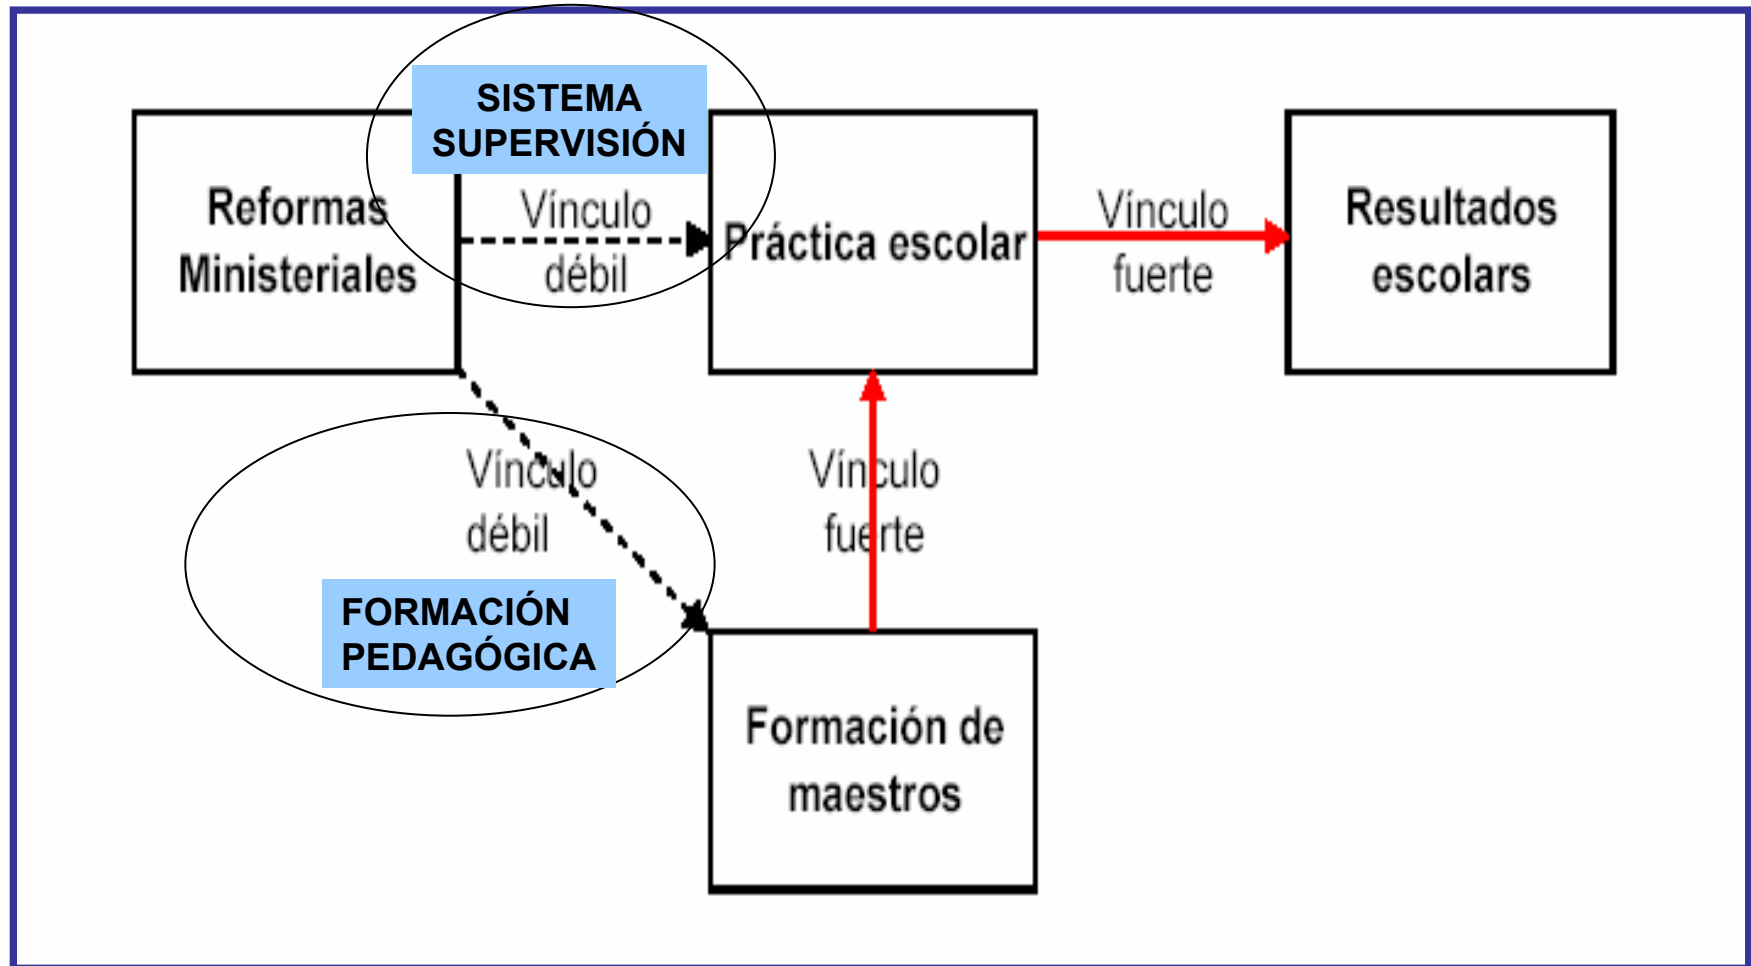 SISTEMA
SUPERVISIÓN
Reformas
Ministeriales
Vínculo
débil
Práctica escolar
Vínculo
fuerte
Resultados
escolars
Vínculo
débil
Vínculo
fuerte
FORMACIÓN
PEDAGÓGICA
Formación de
maestros